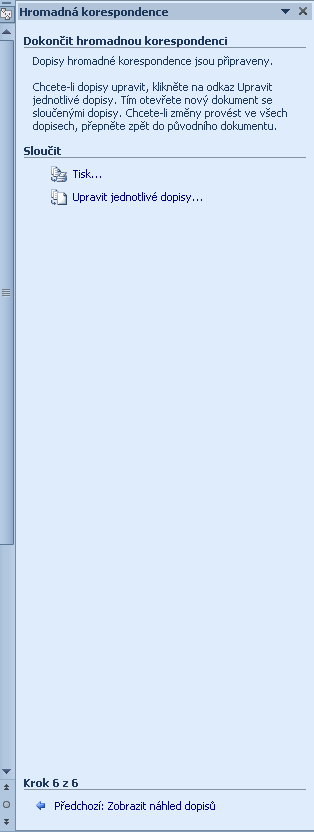 Hromadná korespondence
Dokončit hromadnou korespondenci
Dopisy hromadné korespondence jsou připraveny.
Chcete-li dopisy upravit, klikněte na odkaz Upravit
jednotlivé dopisy. Tím otevřete nový dokument se
sloučenými dopisy. Chcete-li změny provést ve všech
dopisech, přepněte zpět do původního dokumentu.
Sloučit
Tisk...
Upravit jednotlivé dopisy...
Krok 6 z 6
Předchozí: Zobrazit náhled dopisů